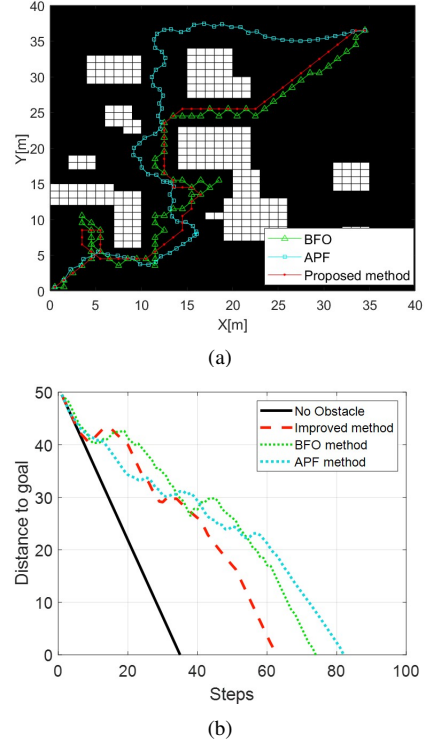 40
35
30
25
20
15
10
5
0
Y[m]
0 5 10 15 20 25 30 35 40
X[m]
BFO
APF
Proposed method
(a)
50
40
30
20
10
0
Distance to goal
0 20 40 60 80 100
Steps
No Obstacle
Improved method
BFO method
APF method
(b)